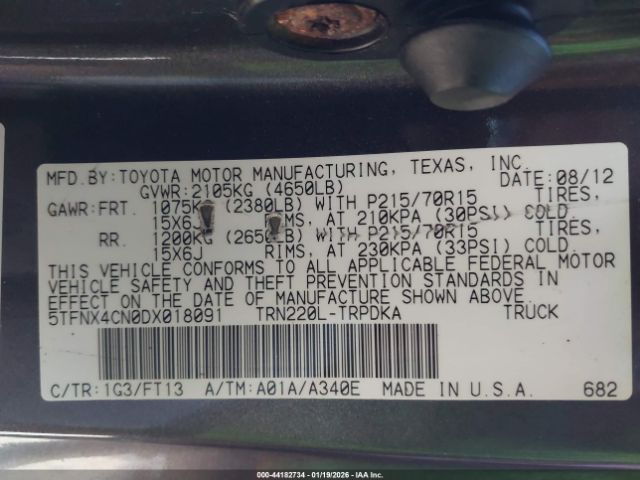 MFD.BY:TOYOTA MOTOR MANUFACTURING, TEXAS, INC.
GVWR:2105KG (4650LB) DATE:08/12
GAWR:FRT. 1075KG (2380LB) WITH P215/70R15 TIRES,
15X6J RIMS, AT 210KPA (30PSI) COLD
RR. 1200KG (2650LB) WITH P215/70R15 TIRES,
15X6J RIMS, AT 230KPA (33PSI) COLD.
THIS VEHICLE CONFORMS TO ALL APPLICABLE FEDERAL MOTOR
VEHICLE SAFETY AND THEFT PREVENTION STANDARDS IN
EFFECT ON THE DATE OF MANUFACTURE SHOWN ABOVE.
5TFNX4CN0DX018091 TRN220L-TRPDKA TRUCK
C/TR:1G3/FT13 A/TM:A01A/A340E MADE IN U.S.A. 682
000-44182734 - 01/19/2026 - IAAI.com